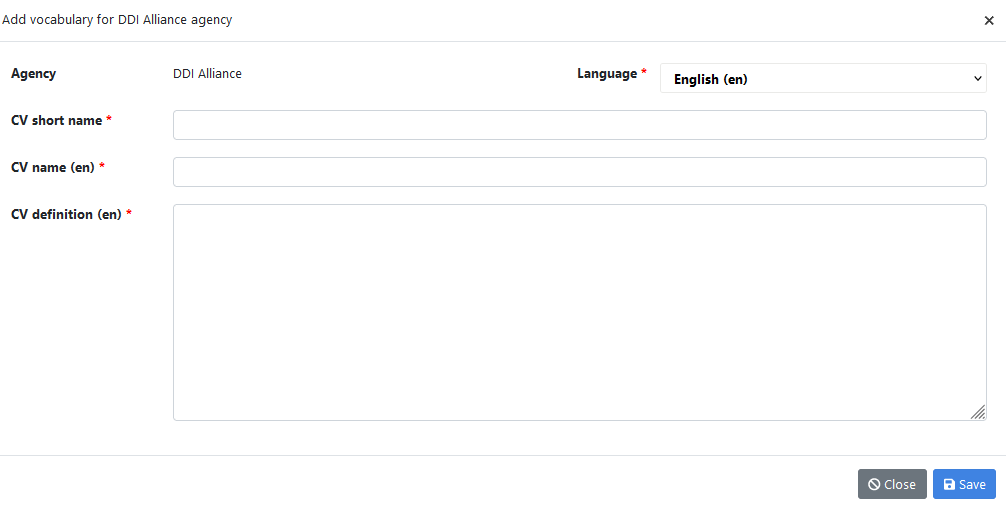 Add vocabulary for DDI Alliance agency
Agency DDI Alliance Language * English (en)
CV short name *
CV name (en) *
CV definition (en) *
Close Save